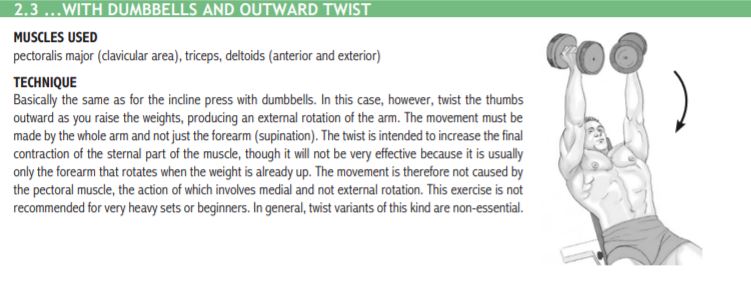 2.3 ...WITH DUMBBELLS AND OUTWARD TWIST
MUSCLES USED
pectoralis major (clavicular area), triceps, deltoids (anterior and exterior)
TECHNIQUE
Basically the same as for the incline press with dumbbells. In this case, however, twist the thumbs
outward as you raise the weights, producing an external rotation of the arm. The movement must be
made by the whole arm and not just the forearm (supination). The twist is intended to increase the final
contraction of the sternal part of the muscle, though it will not be very effective because it is usually
only the forearm that rotates when the weight is already up. The movement is therefore not caused by
the pectoral muscle, the action of which involves medial and not external rotation. This exercise is not
recommended for very heavy sets or beginners. In general, twist variants of this kind are non-essential.